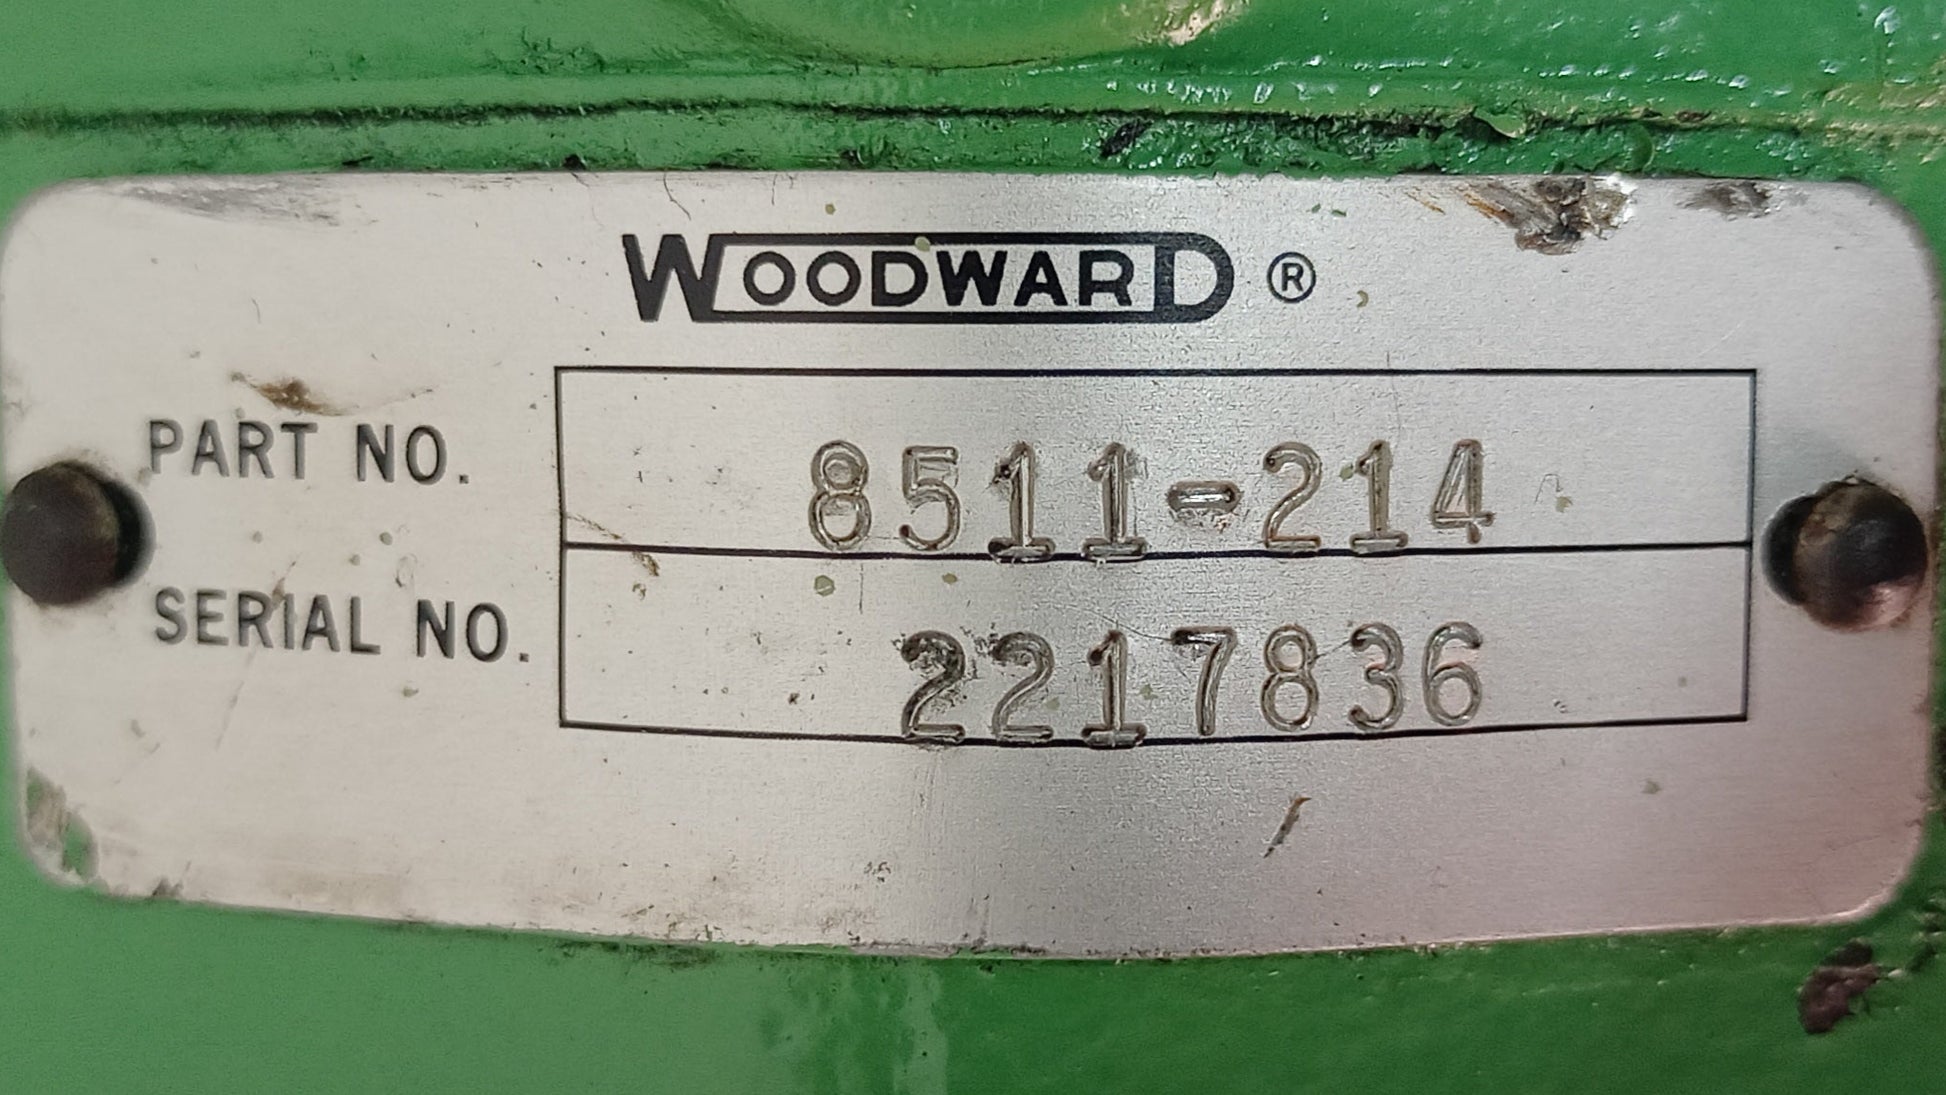 WOODWARD ®
PART NO. 8511-214
SERIAL NO. 2217836